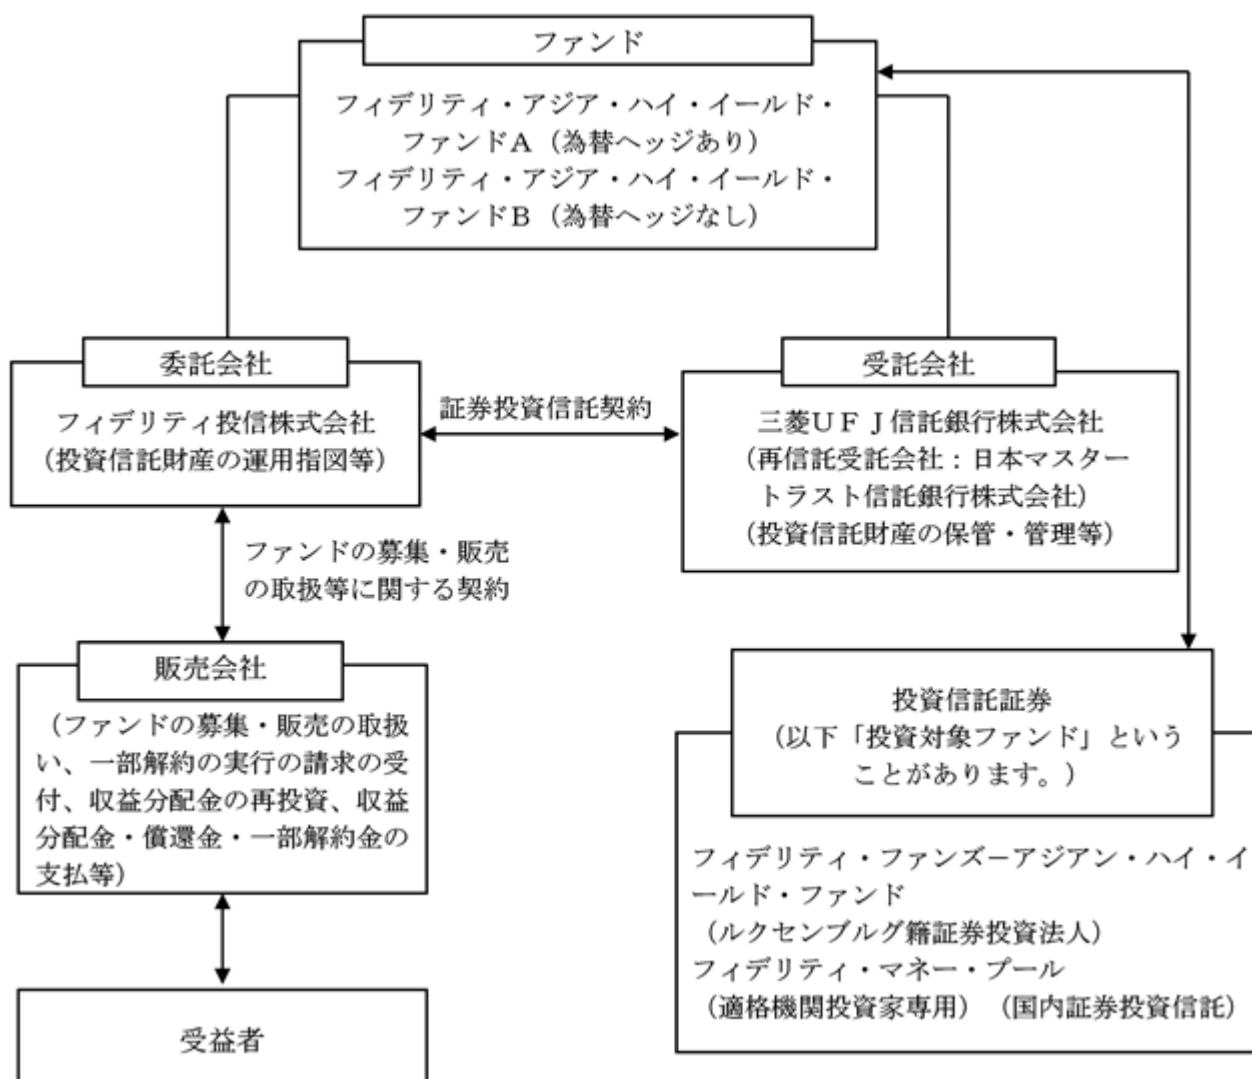 ファンド
フィデリティ・アジア・ハイ・イールド・
ファンドA（為替ヘッジあり）
フィデリティ・アジア・ハイ・イールド・
ファンドB（為替ヘッジなし）
委託会社
フィデリティ投信株式会社
（投資信託財産の運用指図等）
証券投資信託契約
受託会社
三菱UFJ信託銀行株式会社
（再信託受託会社：日本マスター
トラスト信託銀行株式会社）
（投資信託財産の保管・管理等）
ファンドの募集・販売
の取扱等に関する契約
販売会社
（ファンドの募集・販売の取扱
い、一部解約の実行の請求の受
付、収益分配金の再投資、収益
分配金・償還金・一部解約金の
支払等）
受益者
投資信託証券
（以下「投資対象ファンド」という
ことがあります。）
フィデリティ・ファンズ－アジアン・ハイ・イ
ールド・ファンド
（ルクセンブルグ籍証券投資法人）
フィデリティ・マネー・プール
（適格機関投資家専用）（国内証券投資信託）